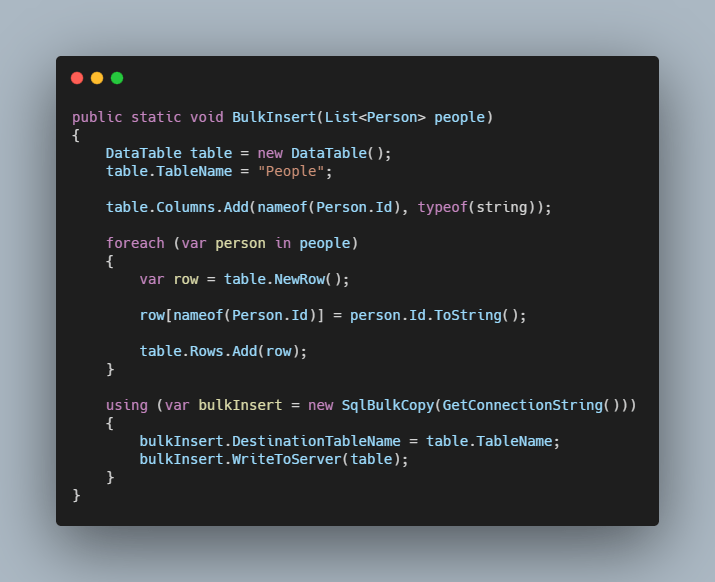 public static void BulkInsert(List<Person> people)
{
    DataTable table = new DataTable();
    table.TableName = "People";

    table.Columns.Add(nameof(Person.Id), typeof(string));

    foreach (var person in people)
    {
        var row = table.NewRow();

        row[nameof(Person.Id)] = person.Id.ToString();

        table.Rows.Add(row);
    }

    using (var bulkInsert = new SqlBulkCopy(GetConnectionString()))
    {
        bulkInsert.DestinationTableName = table.TableName;
        bulkInsert.WriteToServer(table);
    }
}